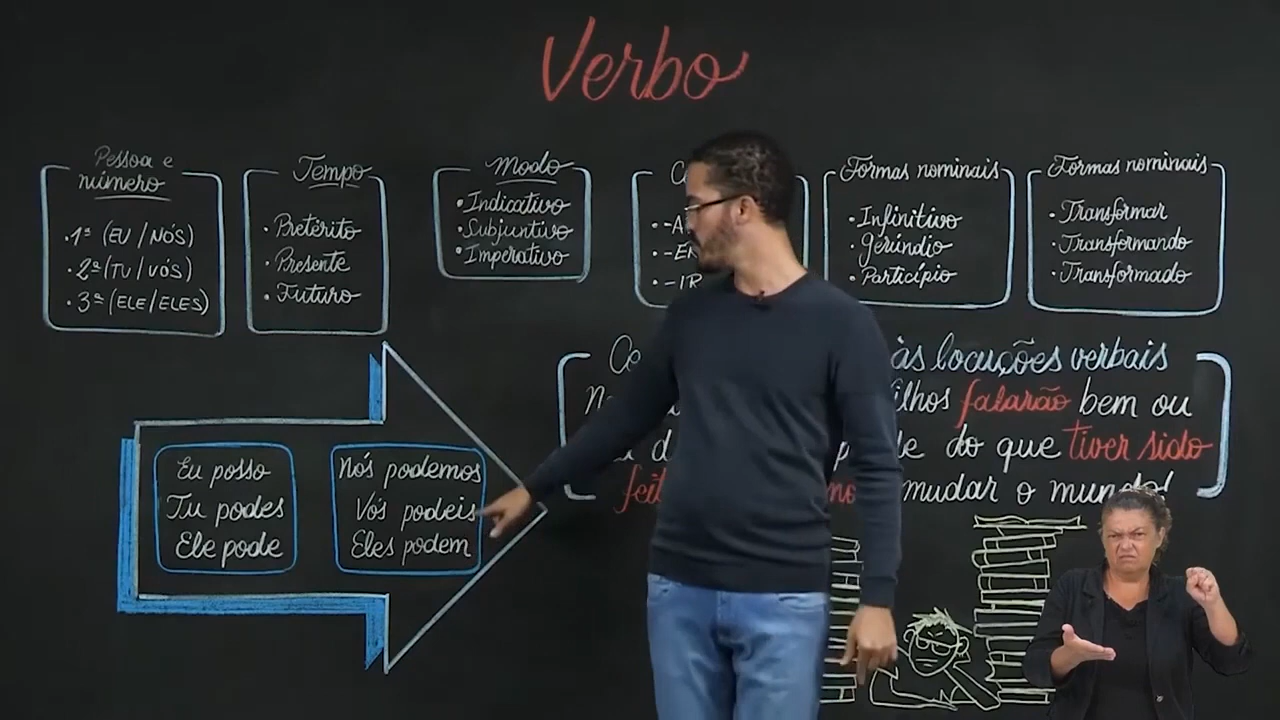 Verbo
Pessoa e
número
• 1ª (EU / NÓS)
• 2ª (TU / VÓS)
• 3ª (ELE/ELES)
Tempo
• Pretérito
• Presente
• Futuro
Modo
• Indicativo
• Subjuntivo
• Imperativo
• -IR
Formas nominais
• Infinitivo
• Gerúndio
• Particípio
Formas nominais
• Transformar
• Transformando
• Transformado
Eu posso
Tu podes
Ele pode
Nós podemos
Vós podeis
Eles podem
às locuções verbais
falarão bem ou
do que tiver sido
mudar o mundo!